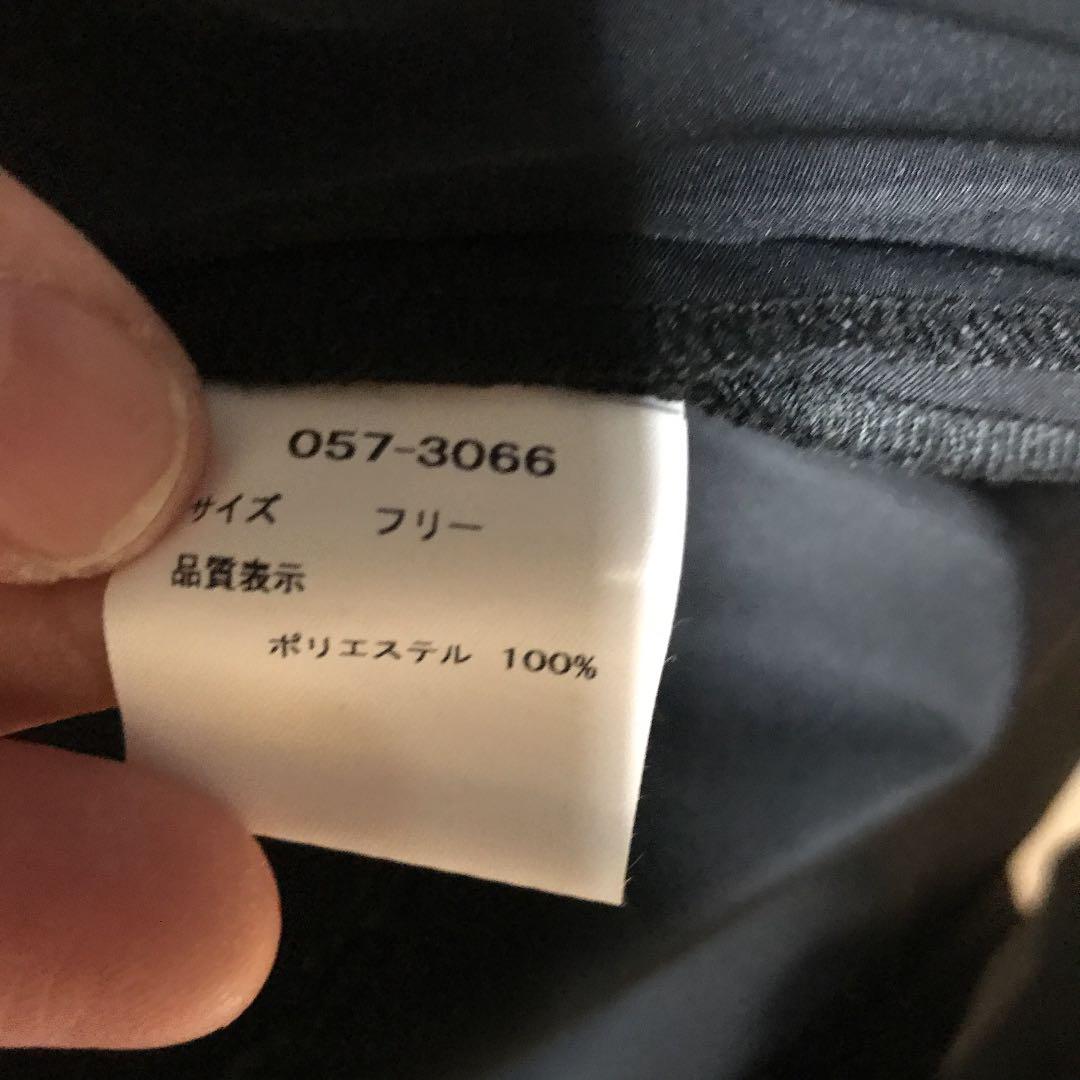 057-3066
サイズ フリー
品質表示
ポリエステル 100%